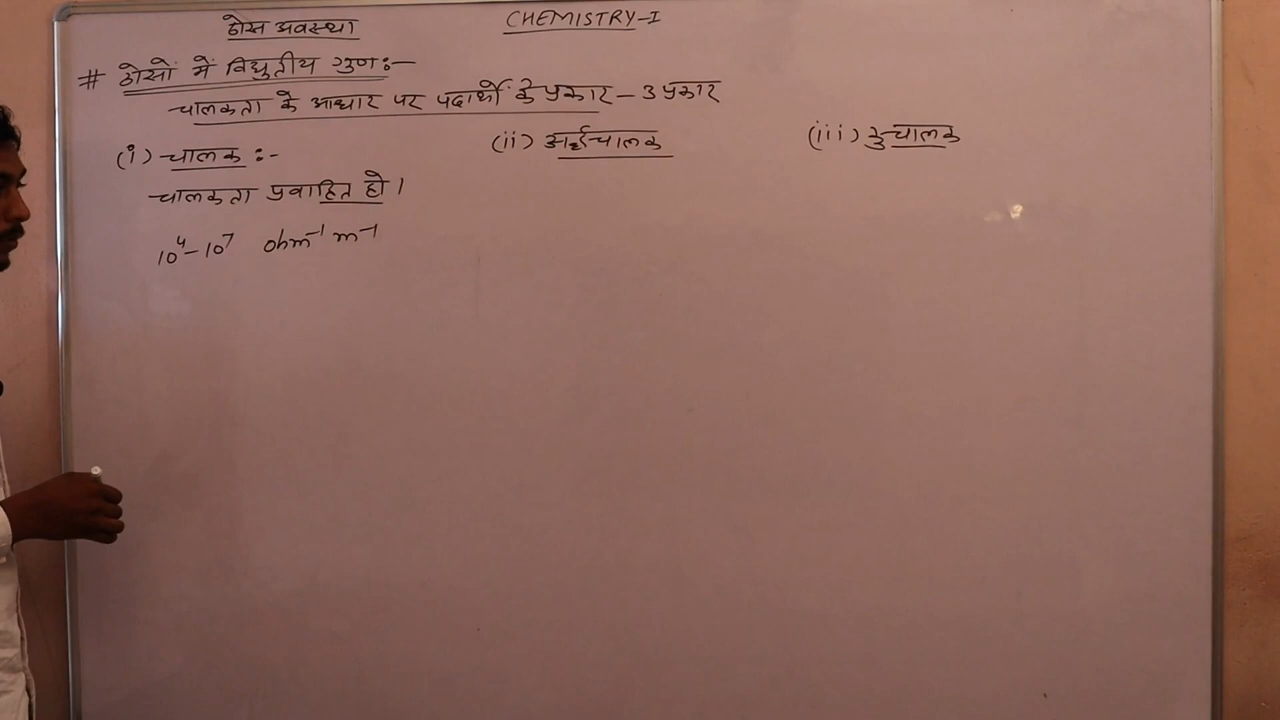 ठोस अवस्था CHEMISTRY-I
# ठोसों में विद्युतीय गुण :-
चालकता के आधार पर पदार्थों के प्रकार - 3 प्रकार
(i) चालक :- (ii) अर्द्धचालक (iii) कुचालक
चालकता प्रवाहित हो।
10⁴-10⁷ ohm⁻¹ m⁻¹